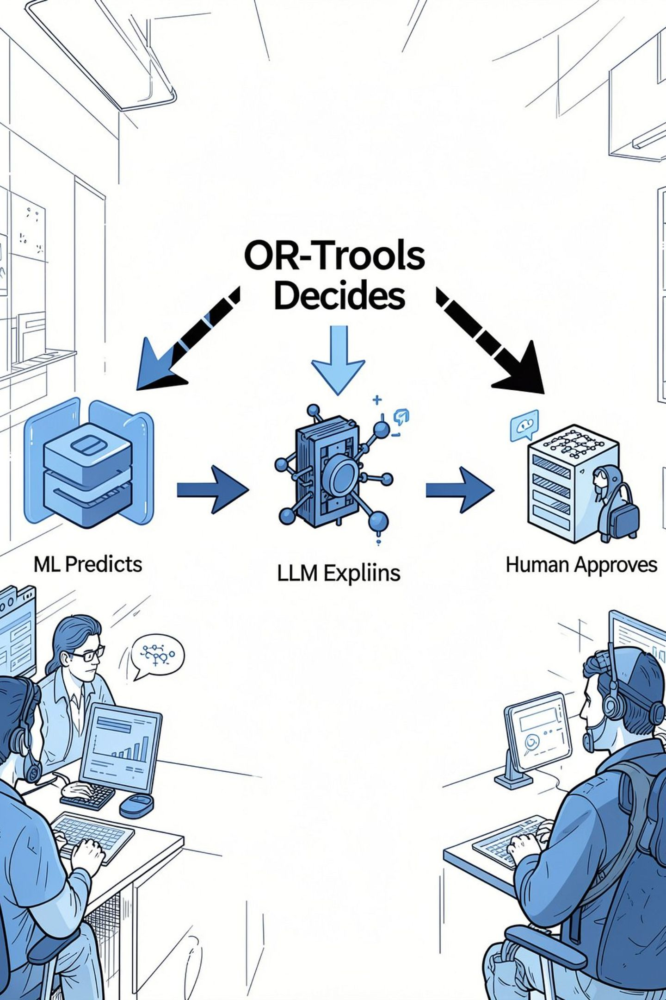 OR-Trools
Decides
ML Predicts
LLM Expliins
Human Approves